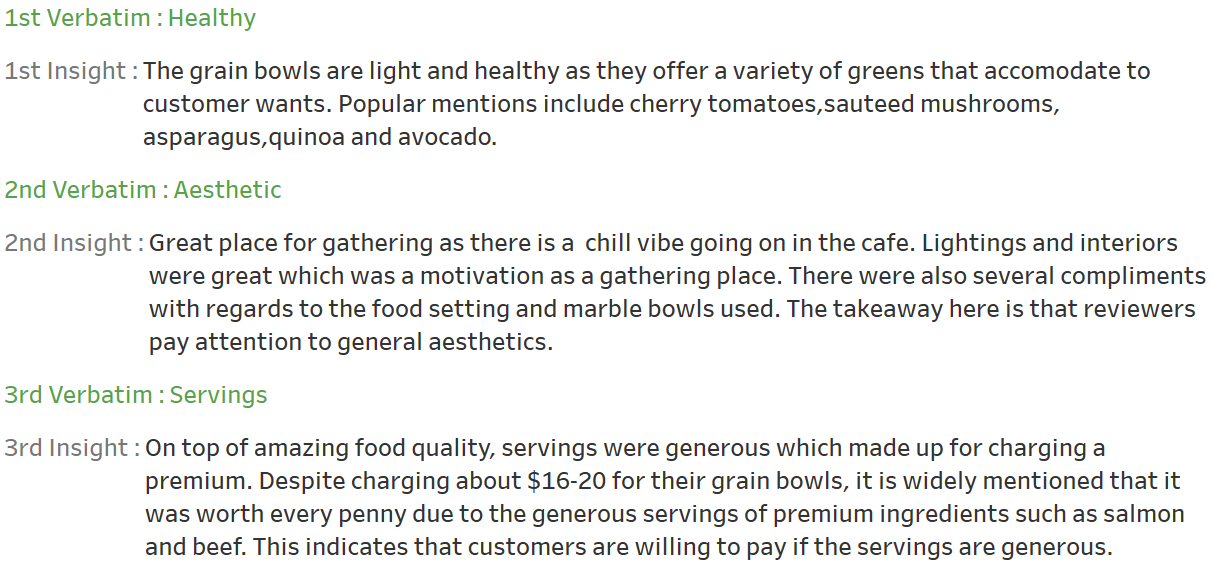 1st Verbatim : Healthy
1st Insight : The grain bowls are light and healthy as they offer a variety of greens that accomodate to
customer wants. Popular mentions include cherry tomatoes,sauteed mushrooms,
asparagus,quinoa and avocado.
2nd Verbatim : Aesthetic
2nd Insight : Great place for gathering as there is a  chill vibe going on in the cafe. Lightings and interiors
were great which was a motivation as a gathering place. There were also several compliments
with regards to the food setting and marble bowls used. The takeaway here is that reviewers
pay attention to general aesthetics.
3rd Verbatim : Servings
3rd Insight : On top of amazing food quality, servings were generous which made up for charging a
premium. Despite charging about $16-20 for their grain bowls, it is widely mentioned that it
was worth every penny due to the generous servings of premium ingredients such as salmon
and beef. This indicates that customers are willing to pay if the servings are generous.